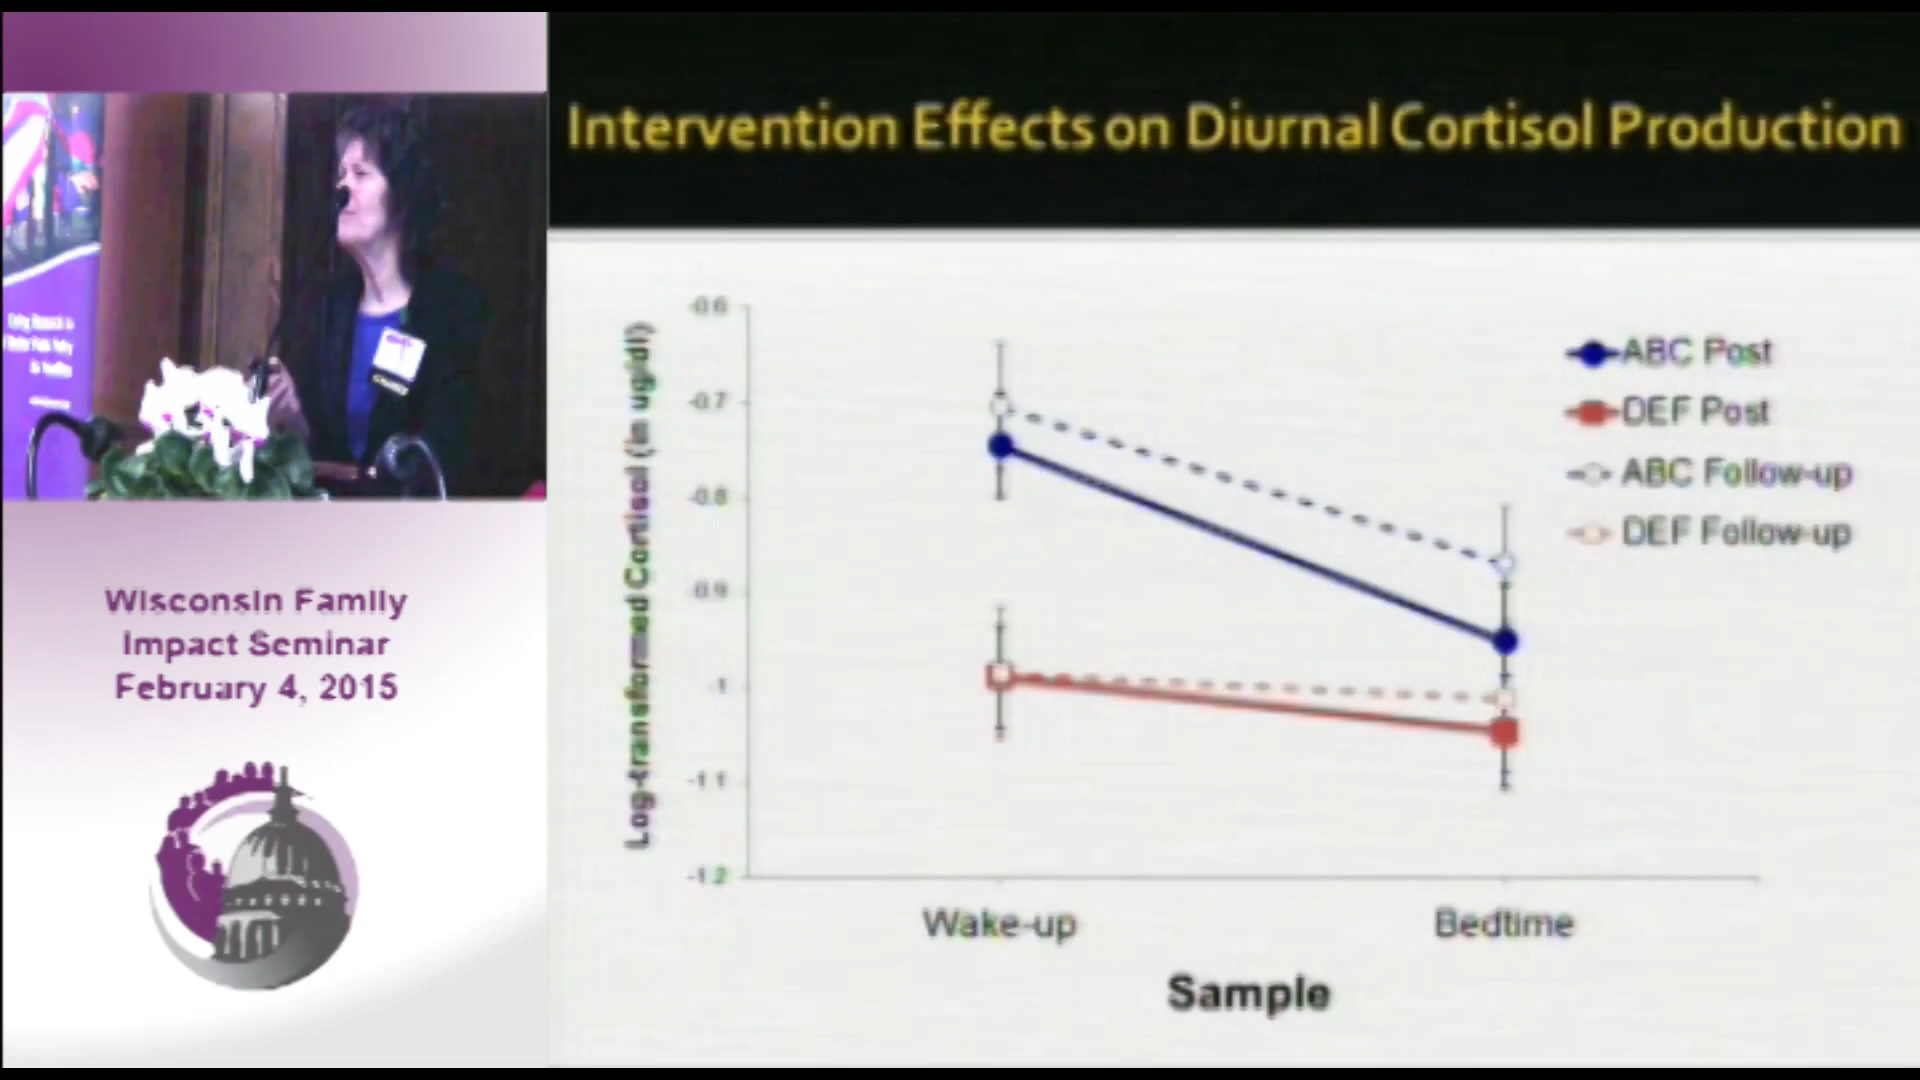 Intervention Effects on Diurnal Cortisol Production
Wisconsin Family
Impact Seminar
February 4, 2015
Log-transformed Cortisol (in ug/dl)
-0.6
-0.7
-0.8
-0.9
-1
-1.1
-1.2
ABC Post
DEF Post
ABC Follow-up
DEF Follow-up
Wake-up
Bedtime
Sample